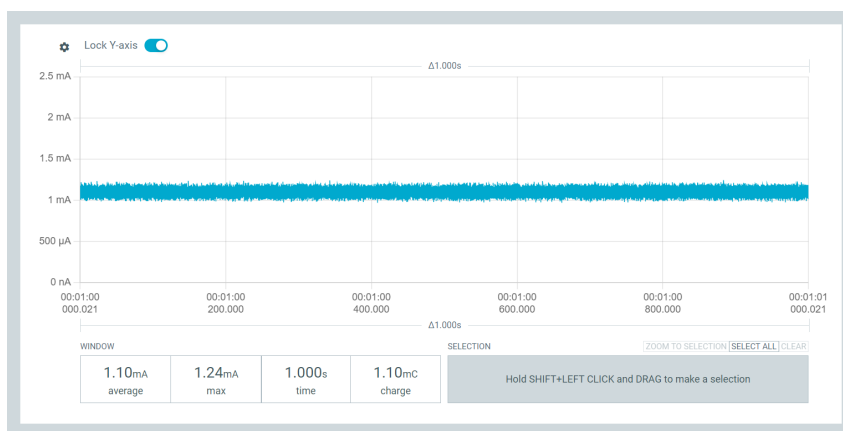 Lock Y-axis
Δ1.000s
2.5 mA
2 mA
1.5 mA
1 mA
500 µA
0 nA
00:01:00 00:01:00 00:01:00 00:01:00 00:01:00 00:01:01
000.021 200.000 400.000 600.000 800.000 000.021
Δ1.000s
WINDOW SELECTION ZOOM TO SELECTION SELECT ALL CLEAR
1.10mA 1.24mA 1.000s 1.10mC
average max time charge
Hold SHIFT+LEFT CLICK and DRAG to make a selection